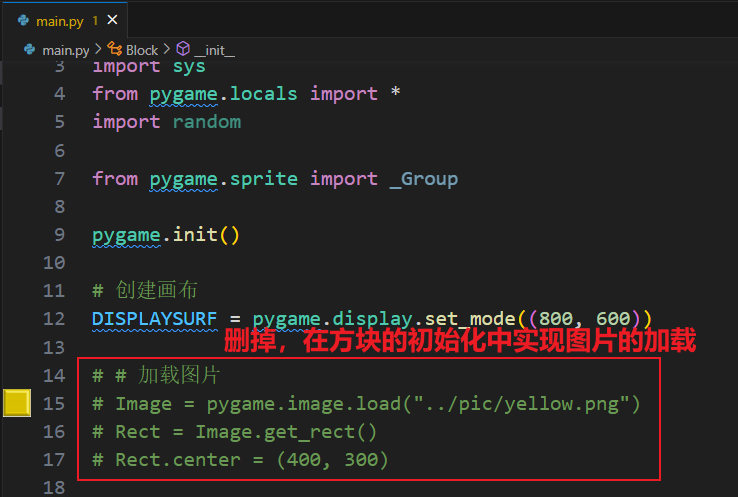 main.py 1 ×
main.py > Block > __init__
3 import sys
4 from pygame.locals import *
5 import random
6
7 from pygame.sprite import _Group
8
9 pygame.init()
10
11 # 创建画布
12 DISPLAYSURF = pygame.display.set_mode((800, 600))
删掉，在方块的初始化中实现图片的加载
13
14 # # 加载图片
15 # Image = pygame.image.load("../pic/yellow.png")
16 # Rect = Image.get_rect()
17 # Rect.center = (400, 300)
18